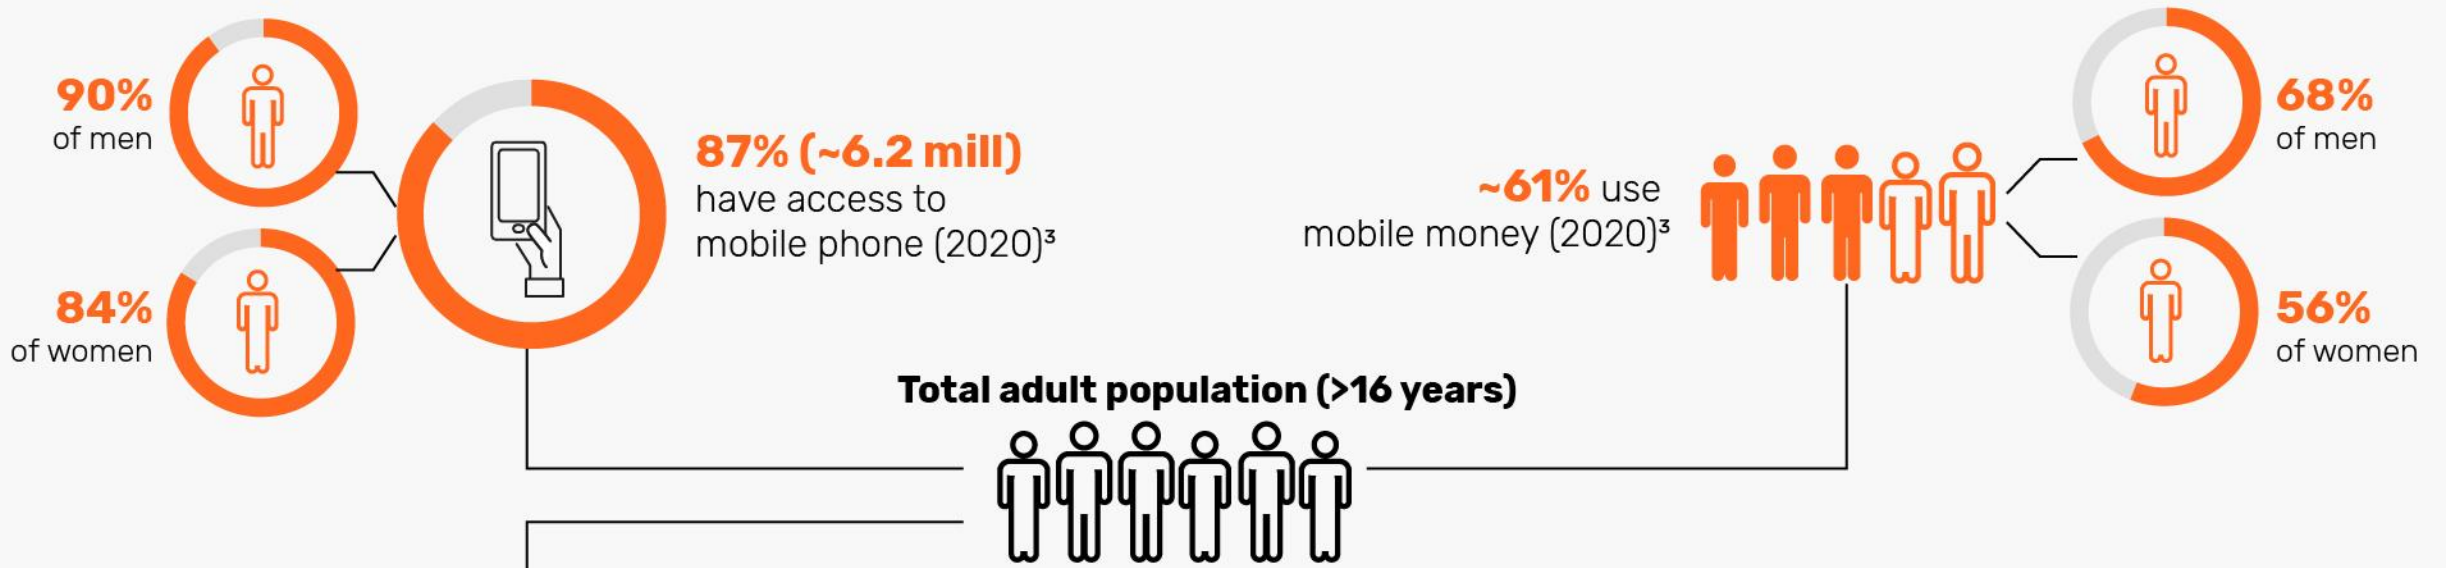 90%
of men
84%
of women
87% (~6.2 mill)
have access to
mobile phone (2020)³
~61% use
mobile money (2020)³
68%
of men
56%
of women
Total adult population (>16 years)